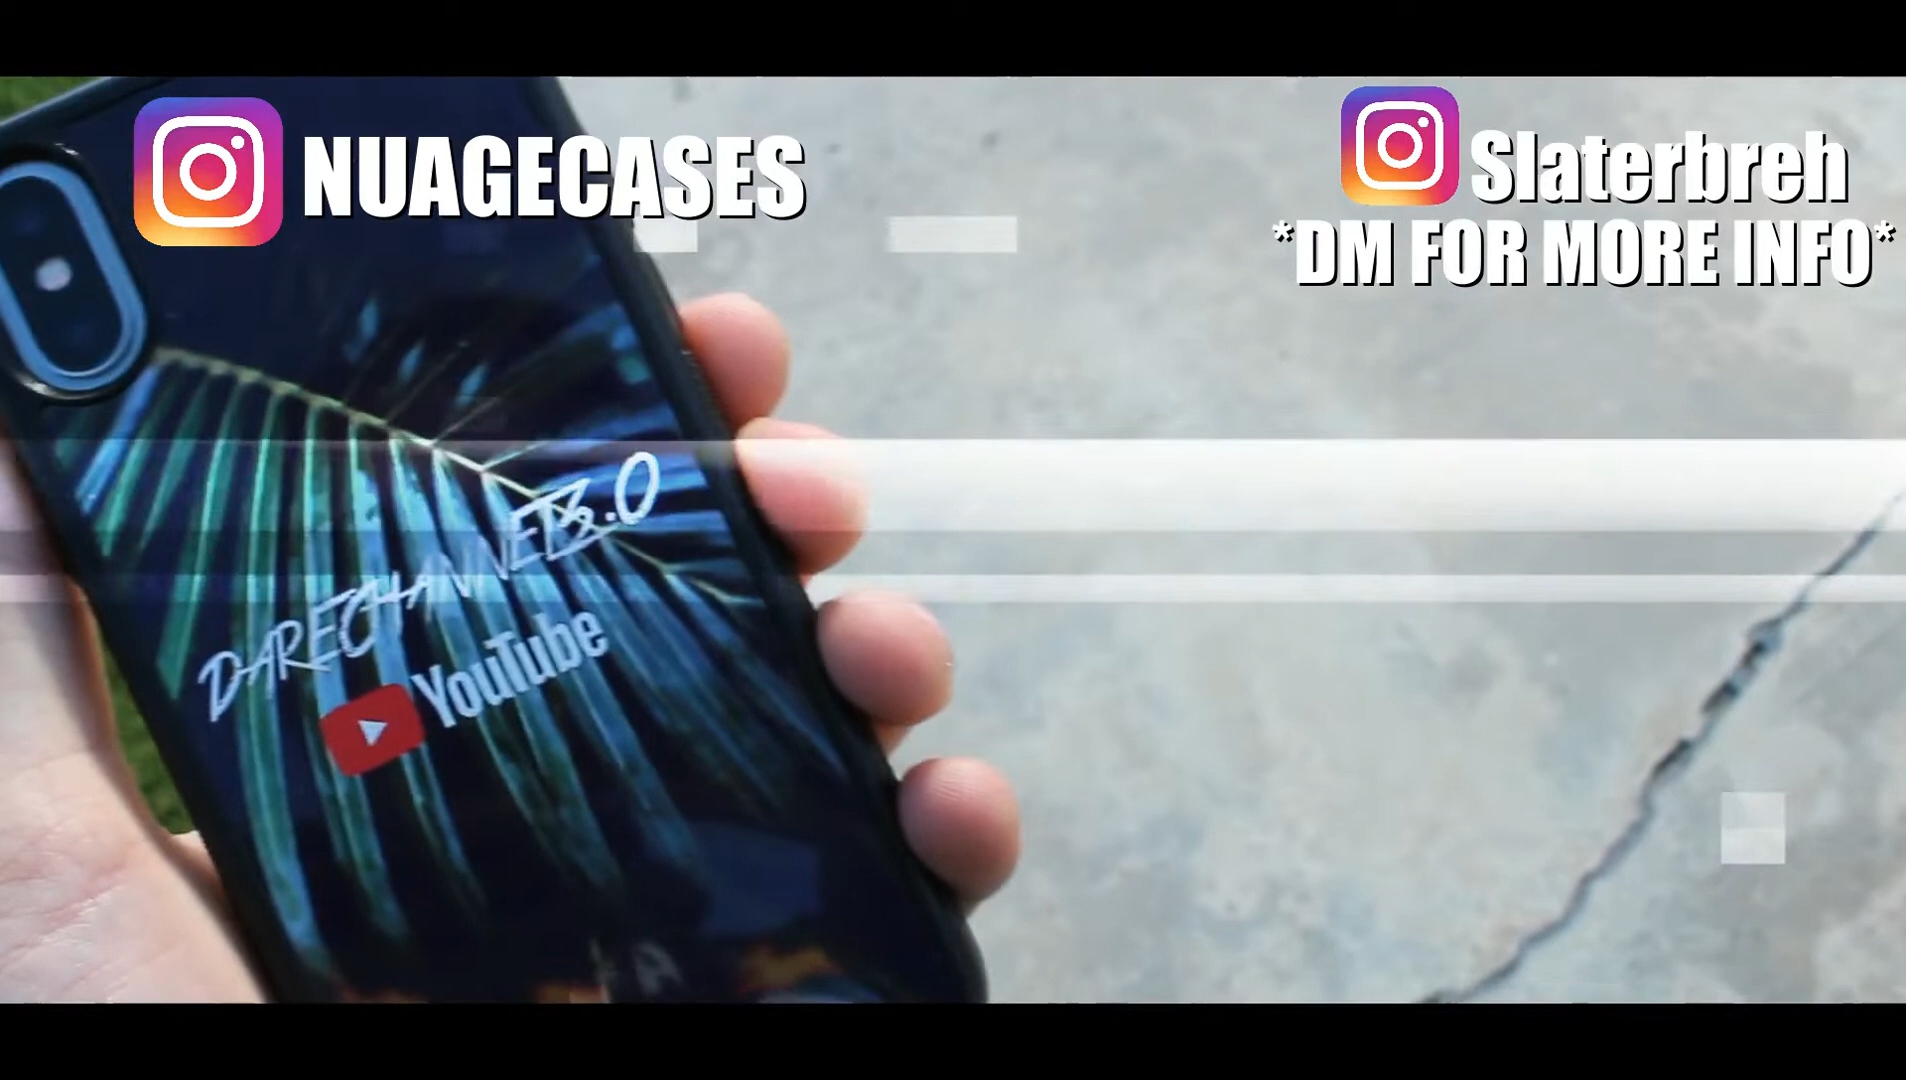 NUAGECASES
Slaterbreh
*DM FOR MORE INFO*
DARECHANNEL3.0
YouTube